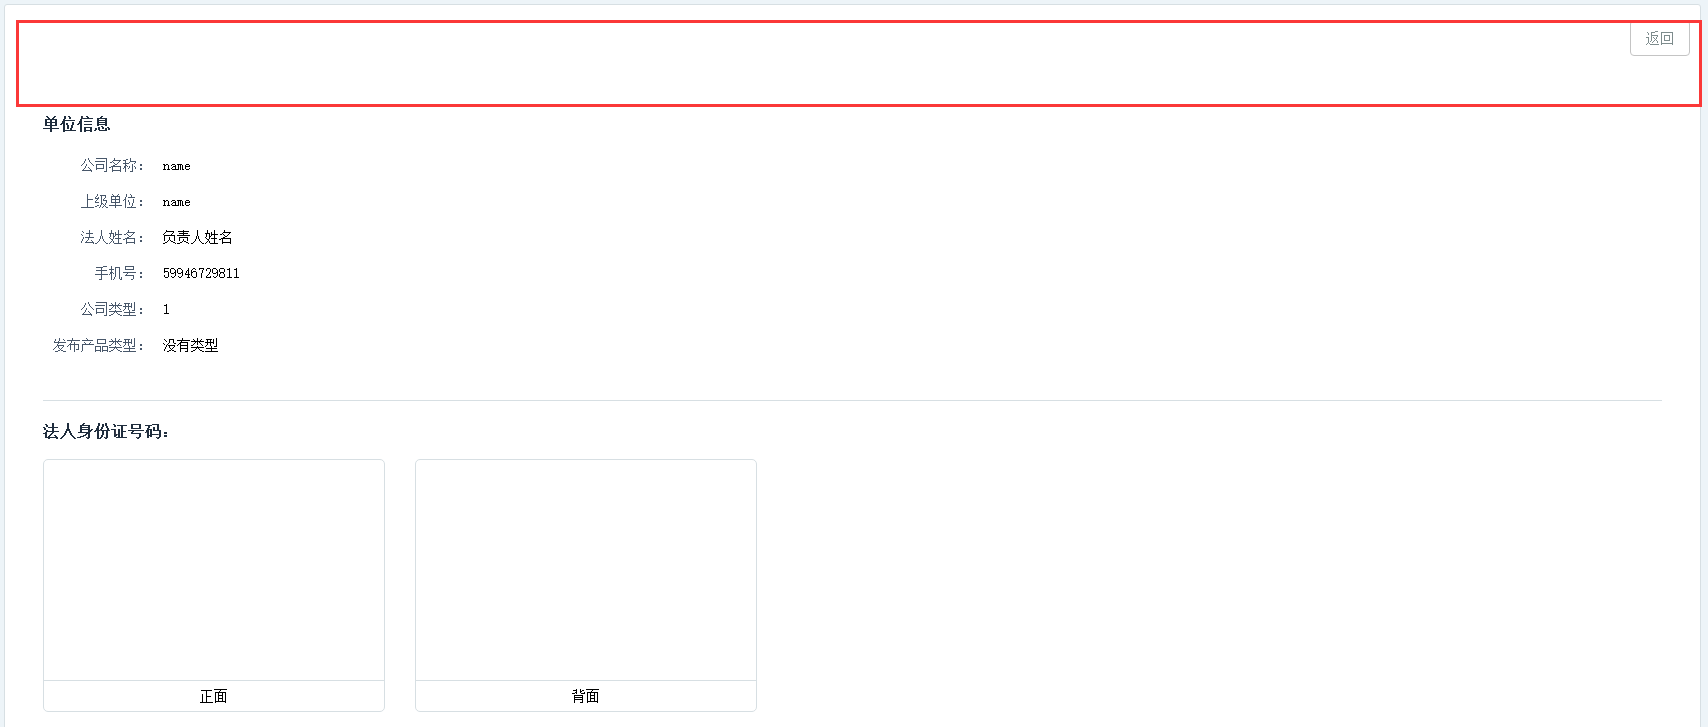 返回
单位信息
公司名称： name
上级单位： name
法人姓名： 负责人姓名
手机号： 59946729811
公司类型： 1
发布产品类型： 没有类型
法人身份证号码：
正面 背面